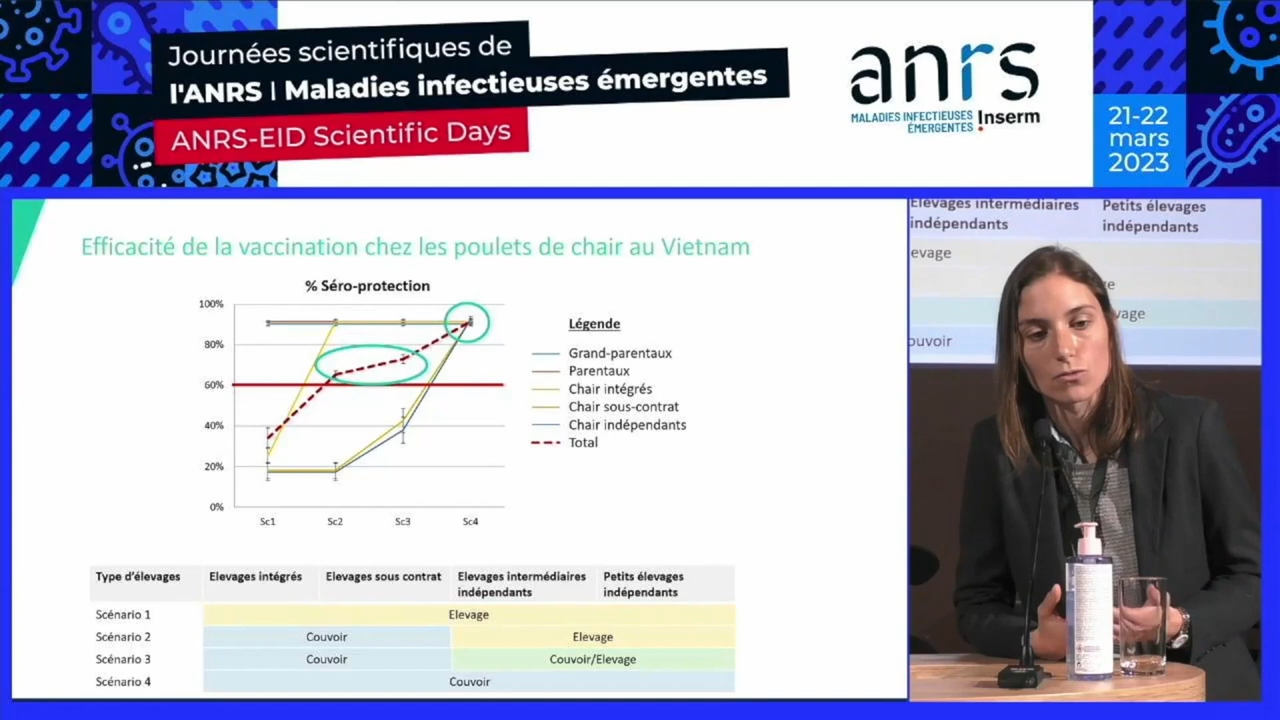 Journées scientifiques de
l'ANRS | Maladies infectieuses émergentes
ANRS-EID Scientific Days
anrs
MALADIES INFECTIEUSES
ÉMERGENTES Inserm
21-22
mars
2023
Efficacité de la vaccination chez les poulets de chair au Vietnam
% Séro-protection
100%
80%
60%
40%
20%
0%
Sc1 Sc2 Sc3 Sc4
Légende
Grand-parentaux
Parentaux
Chair intégrés
Chair sous-contrat
Chair indépendants
Total
Type d'élevages Elevages intégrés Elevages sous contrat Elevages intermédiaires indépendants Petits élevages indépendants
Scénario 1 Elevage
Scénario 2 Couvoir Elevage
Scénario 3 Couvoir Couvoir/Elevage
Scénario 4 Couvoir
Elevages intermédiaires
indépendants
Petits élevages
indépendants
evage
vage
ouvoir